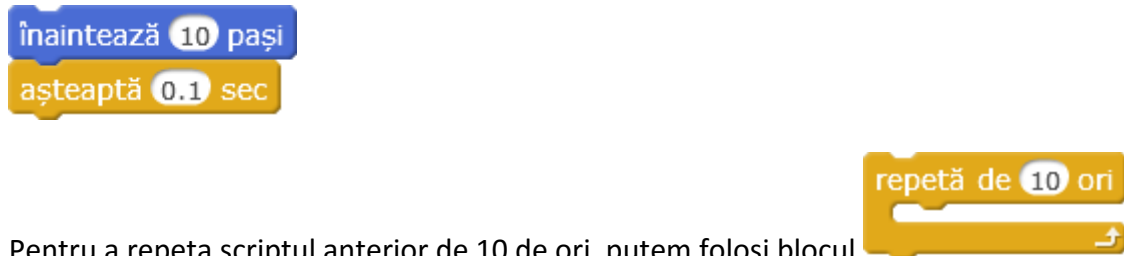 înaintează 10 pași
așteaptă 0.1 sec
repetă de 10 ori
Pentru a repeta scriptul anterior de 10 de ori, putem folosi blocul